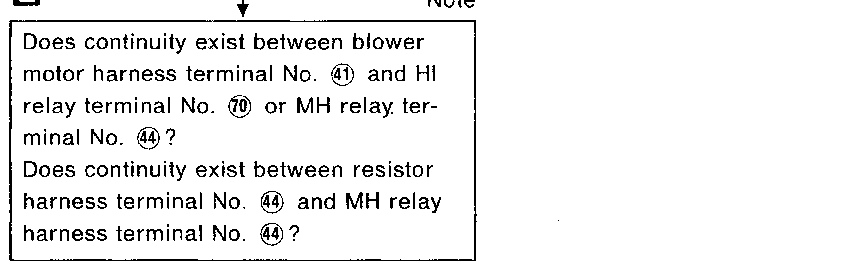 Note
Does continuity exist between blower
motor harness terminal No. ㊶ and HI
relay terminal No. 70 or MH relay ter-
minal No. ㊹?
Does continuity exist between resistor
harness terminal No. ㊹ and MH relay
harness terminal No. ㊹?